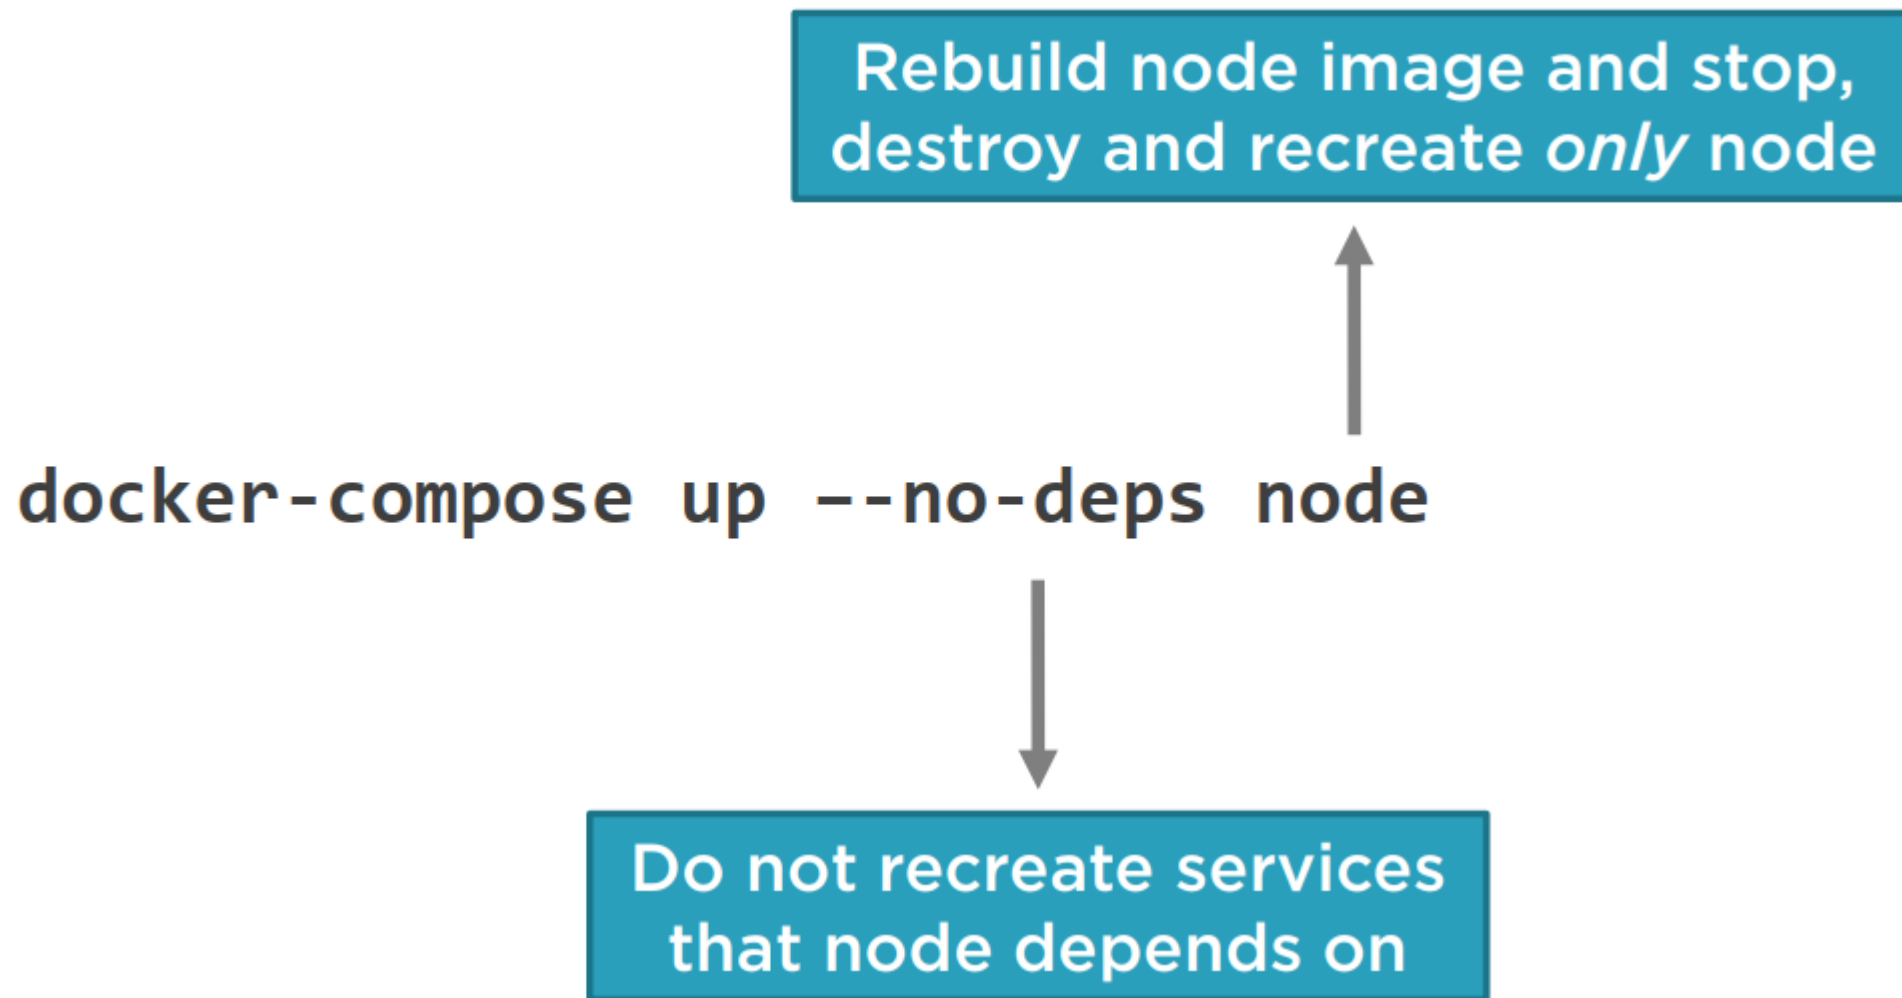 Rebuild node image and stop,
destroy and recreate only node
docker-compose up –-no-deps node
Do not recreate services
that node depends on